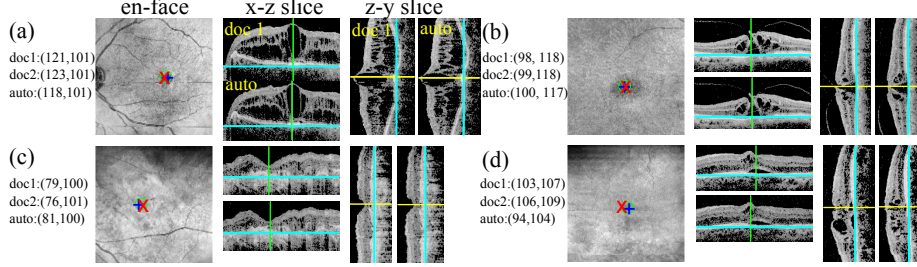 en-face x-z slice z-y slice
(a)
doc1:(121,101)
doc2:(123,101)
auto:(118,101)
doc 1
auto
doc 1
auto
(b)
doc1:(98, 118)
doc2:(99,118)
auto:(100, 117)
(c)
doc1:(79,100)
doc2:(76,101)
auto:(81,100)
(d)
doc1:(103,107)
doc2:(106,109)
auto:(94,104)